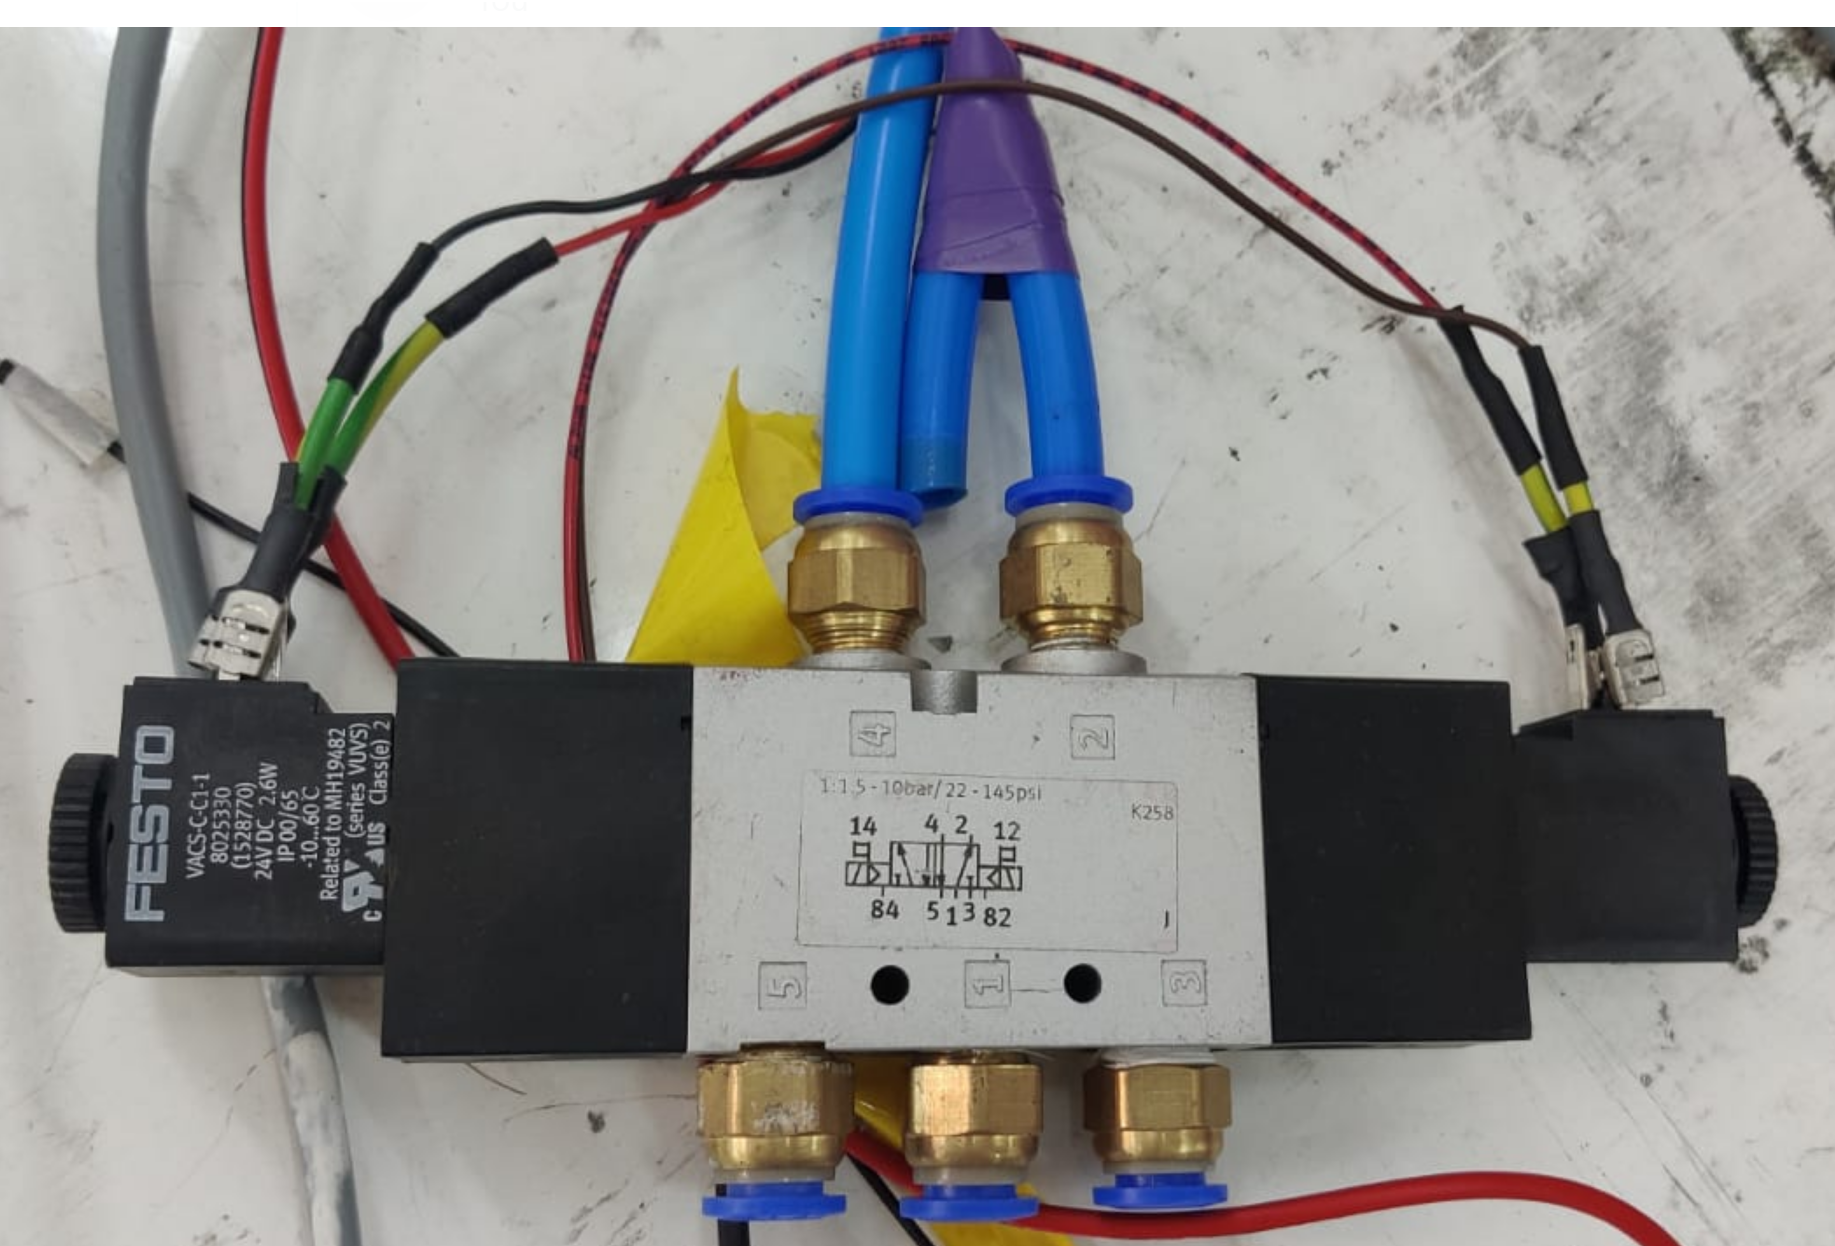 FESTO
VACS-C-C1-1
8025330
(1528770)
24V DC 2.6W
IP00/65
-10...60°C
Related to MH19482
(series VUVS)
c US Class(e) 2
4
2
1:1.5-10bar/22-145psi
K258
14 4 2 12
84 5 1 3 82
5
1
3